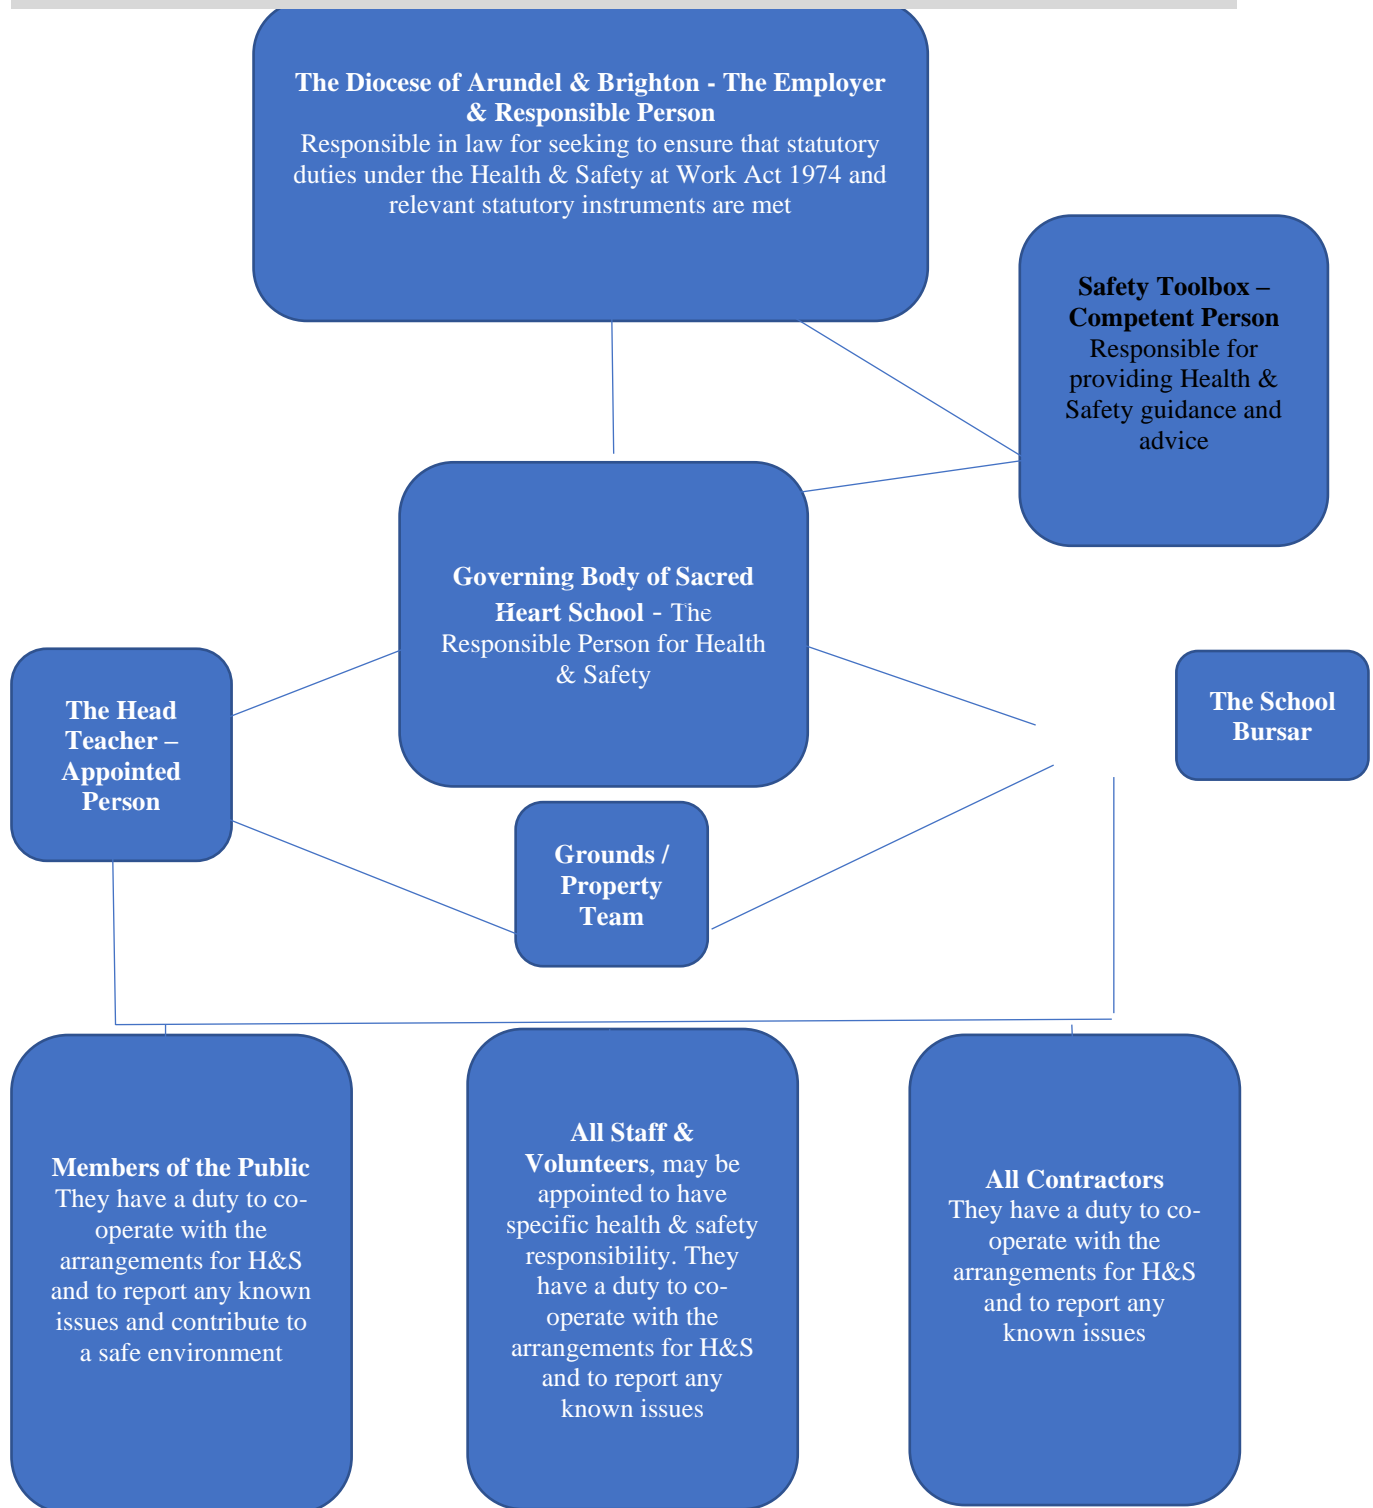 The Diocese of Arundel & Brighton - The Employer
& Responsible Person
Responsible in law for seeking to ensure that statutory
duties under the Health & Safety at Work Act 1974 and
relevant statutory instruments are met
Safety Toolbox –
Competent Person
Responsible for
providing Health &
Safety guidance and
advice
Governing Body of Sacred
Heart School - The
Responsible Person for Health
& Safety
The Head
Teacher –
Appointed
Person
The School
Bursar
Grounds /
Property
Team
Members of the Public
They have a duty to co-
operate with the
arrangements for H&S
and to report any known
issues and contribute to
a safe environment
All Staff &
Volunteers, may be
appointed to have
specific health & safety
responsibility. They
have a duty to co-
operate with the
arrangements for H&S
and to report any
known issues
All Contractors
They have a duty to co-
operate with the
arrangements for H&S
and to report any
known issues